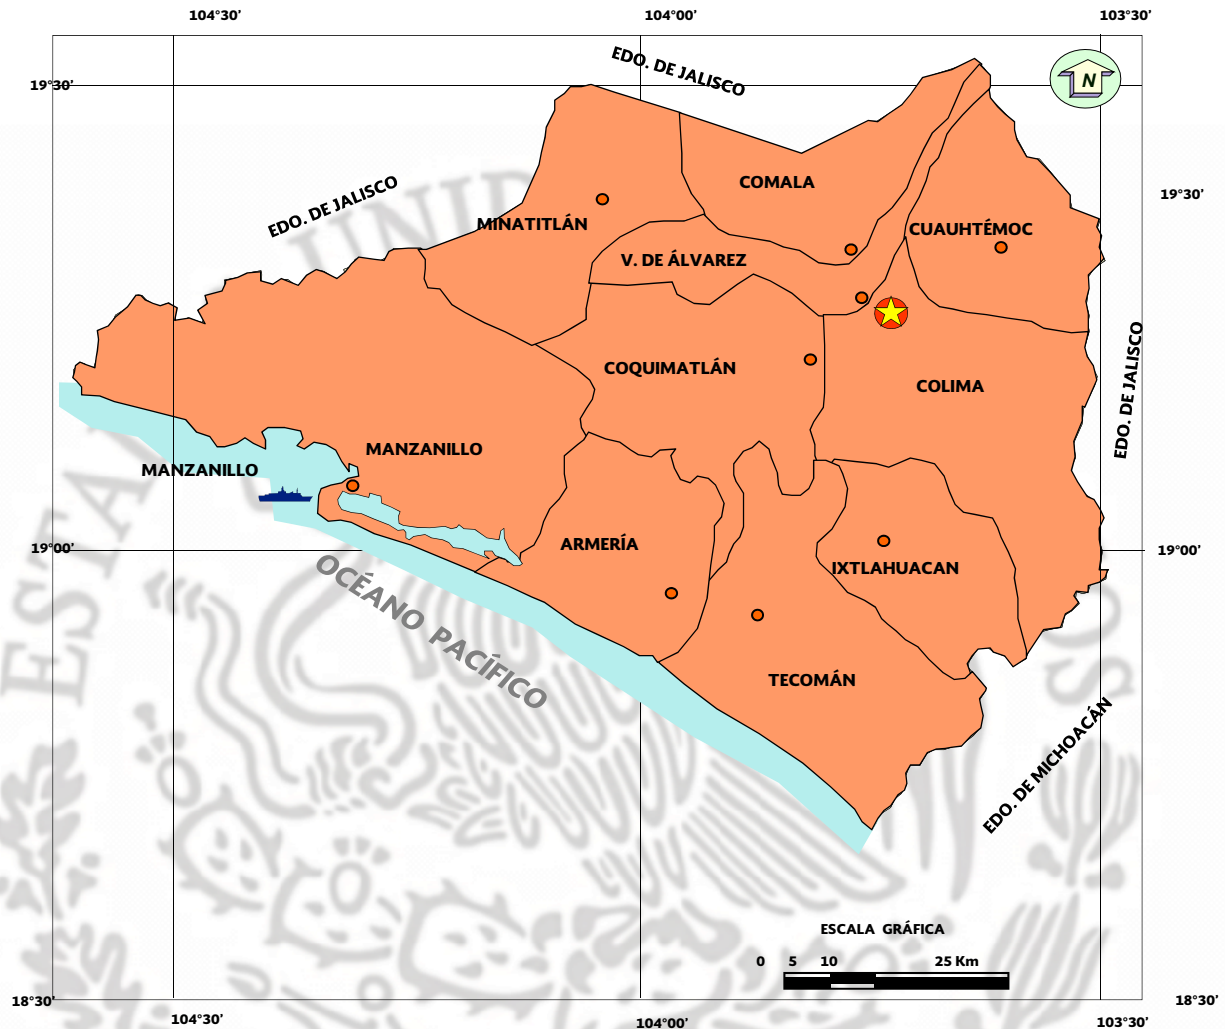 104°30’
104°00’
103°30’
EDO. DE JALISCO
19°30’
N
COMALA
EDO. DE JALISCO
19°30’
MINATITLÁN
CUAUHTÉMOC
V. DE ÁLVAREZ
COQUIMATLÁN
COLIMA
EDO. DE JALISCO
MANZANILLO
MANZANILLO
ARMERÍA
19°00’
19°00’
IXTLAHUACAN
OCÉANO PACÍFICO
TECOMÁN
EDO. DE MICHOACÁN
ESCALA GRÁFICA
0 5 10 25 Km
18°30’
18°30’
104°30’
104°00’
103°30’